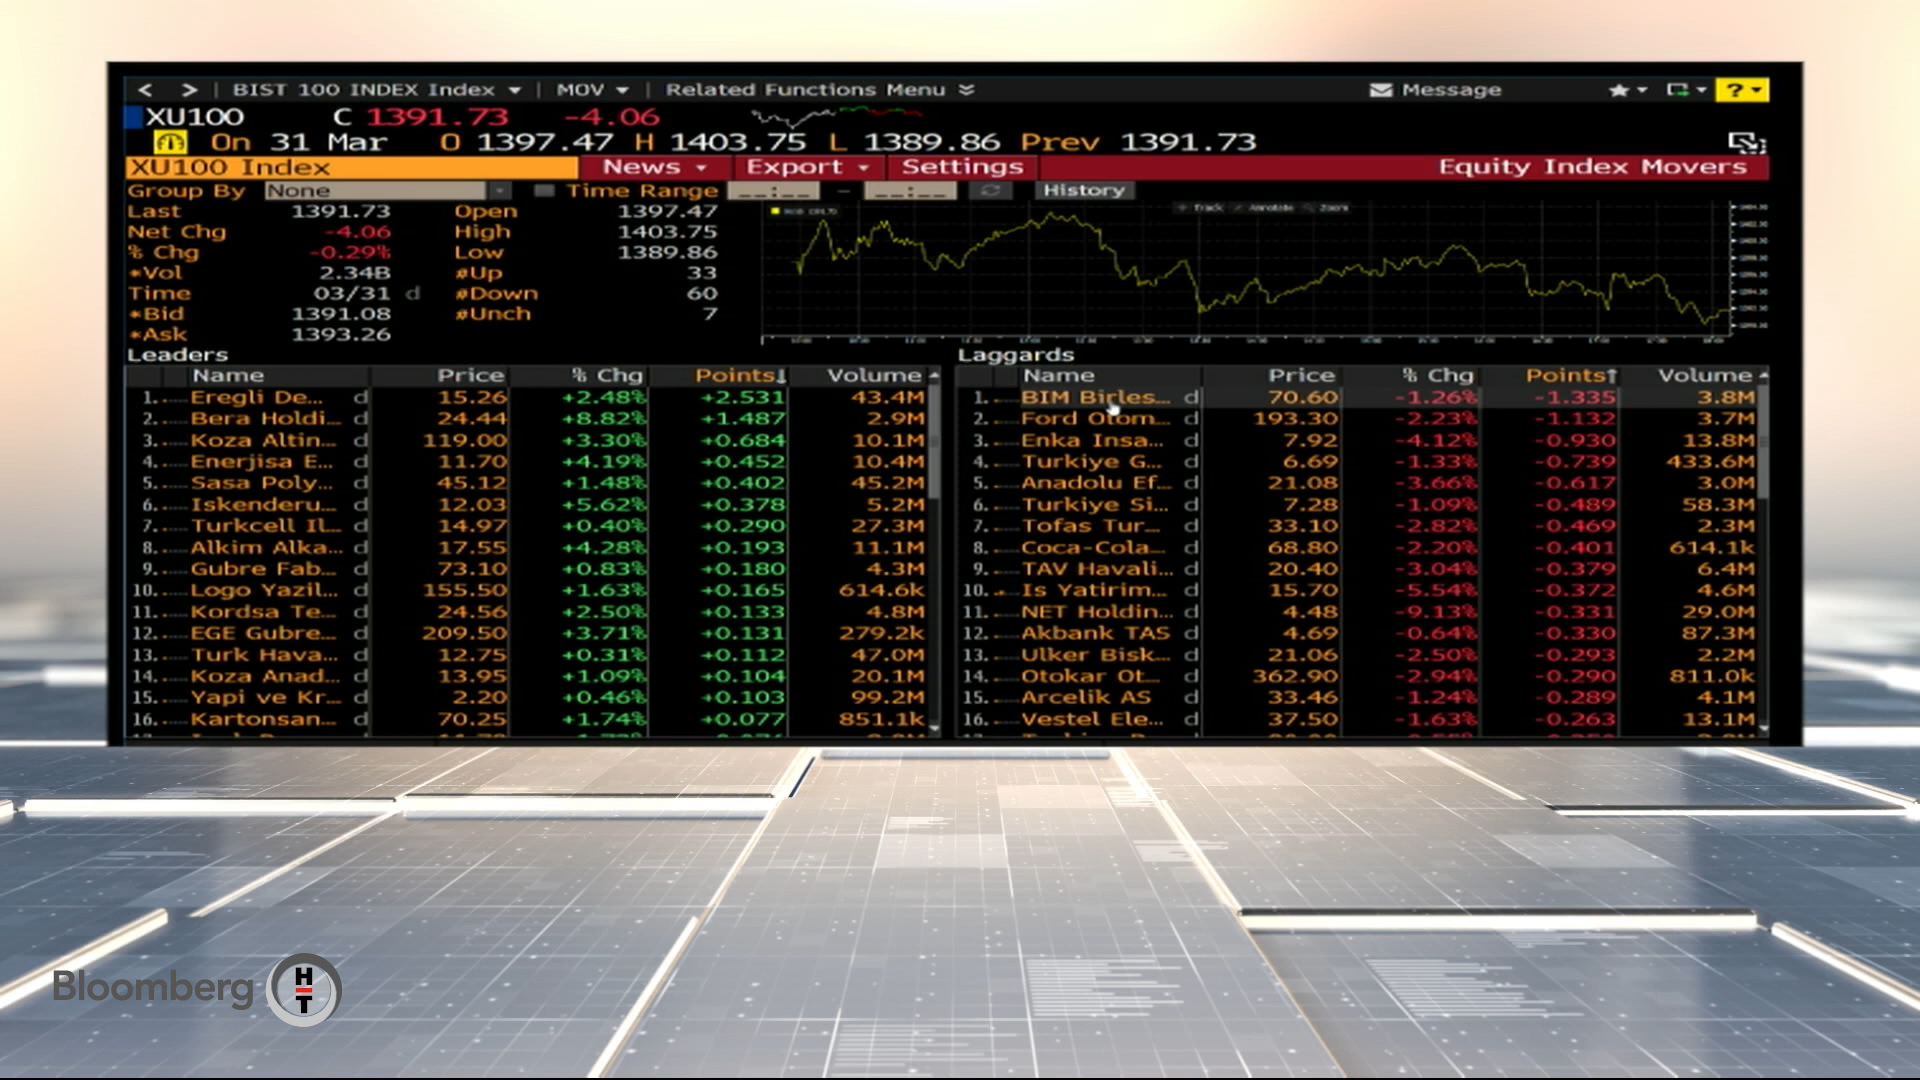 BIST 100 INDEX Index | MOV | Related Functions Menu Message ?
XU100 C 1391.73 -4.06
On 31 Mar O 1397.47 H 1403.75 L 1389.86 Prev 1391.73
XU100 Index News Export Settings Equity Index Movers
Group By None Time Range __:__ - __:__ History
Last 1391.73 Open 1397.47 Track Annotate Zoom
Net Chg -4.06 High 1403.75
% Chg -0.29% Low 1389.86
*Vol 2.34B #Up 33
Time 03/31 d #Down 60
*Bid 1391.08 #Unch 7
*Ask 1393.26
Leaders
Name Price % Chg Points↓ Volume
1. Eregli De... d 15.26 +2.48% +2.531 43.4M
2. Bera Holdi... d 24.44 +8.82% +1.487 2.9M
3. Koza Altin... d 119.00 +3.30% +0.684 10.1M
4. Enerjisa E... d 11.70 +4.19% +0.452 10.4M
5. Sasa Poly... d 45.12 +1.48% +0.402 45.2M
6. Iskenderu... d 12.03 +5.62% +0.378 5.2M
7. Turkcell Il... d 14.97 +0.40% +0.290 27.3M
8. Alkim Alka... d 17.55 +4.28% +0.193 11.1M
9. Gubre Fab... d 73.10 +0.83% +0.180 4.3M
10. Logo Yazil... d 155.50 +1.63% +0.165 614.6k
11. Kordsa Te... d 24.56 +2.50% +0.133 4.8M
12. EGE Gubre... d 209.50 +3.71% +0.131 279.2k
13. Turk Hava... d 12.75 +0.31% +0.112 47.0M
14. Koza Anad... d 13.95 +1.09% +0.104 20.1M
15. Yapi ve Kr... d 2.20 +0.46% +0.103 99.2M
16. Kartonsan... d 70.25 +1.74% +0.077 851.1k
Laggards
Name Price % Chg Points↑ Volume
1. BIM Birles... d 70.60 -1.26% -1.335 3.8M
2. Ford Otom... d 193.30 -2.23% -1.132 3.7M
3. Enka Insa... d 7.92 -4.12% -0.930 13.8M
4. Turkiye G... d 6.69 -1.33% -0.739 433.6M
5. Anadolu Ef... d 21.08 -3.66% -0.617 3.0M
6. Turkiye Si... d 7.28 -1.09% -0.489 58.3M
7. Tofas Tur... d 33.10 -2.82% -0.469 2.3M
8. Coca-Cola... d 68.80 -2.20% -0.401 614.1k
9. TAV Havali... d 20.40 -3.04% -0.379 6.4M
10. Is Yatirim... d 15.70 -5.54% -0.372 4.6M
11. NET Holdin... d 4.48 -9.13% -0.331 29.0M
12. Akbank TAS d 4.69 -0.64% -0.330 87.3M
13. Ulker Bisk... d 21.06 -2.50% -0.293 2.2M
14. Otokar Ot... d 362.90 -2.94% -0.290 811.0k
15. Arcelik AS d 33.46 -1.24% -0.289 4.1M
16. Vestel Ele... d 37.50 -1.63% -0.263 13.1M
Bloomberg HT